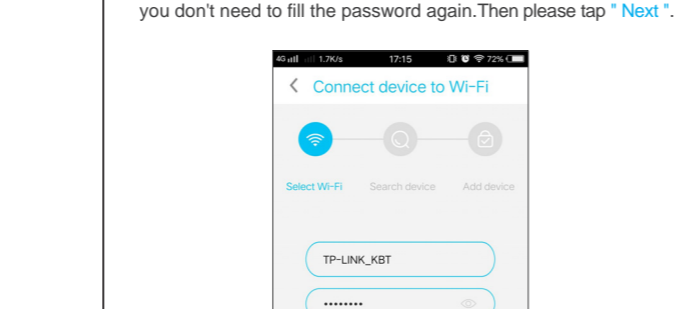 you don't need to fill the password again.Then please tap " Next ".
4G 1.7K/s 17:15 72%
Connect device to Wi-Fi
Select Wi-Fi Search device Add device
TP-LINK_KBT
••••••••